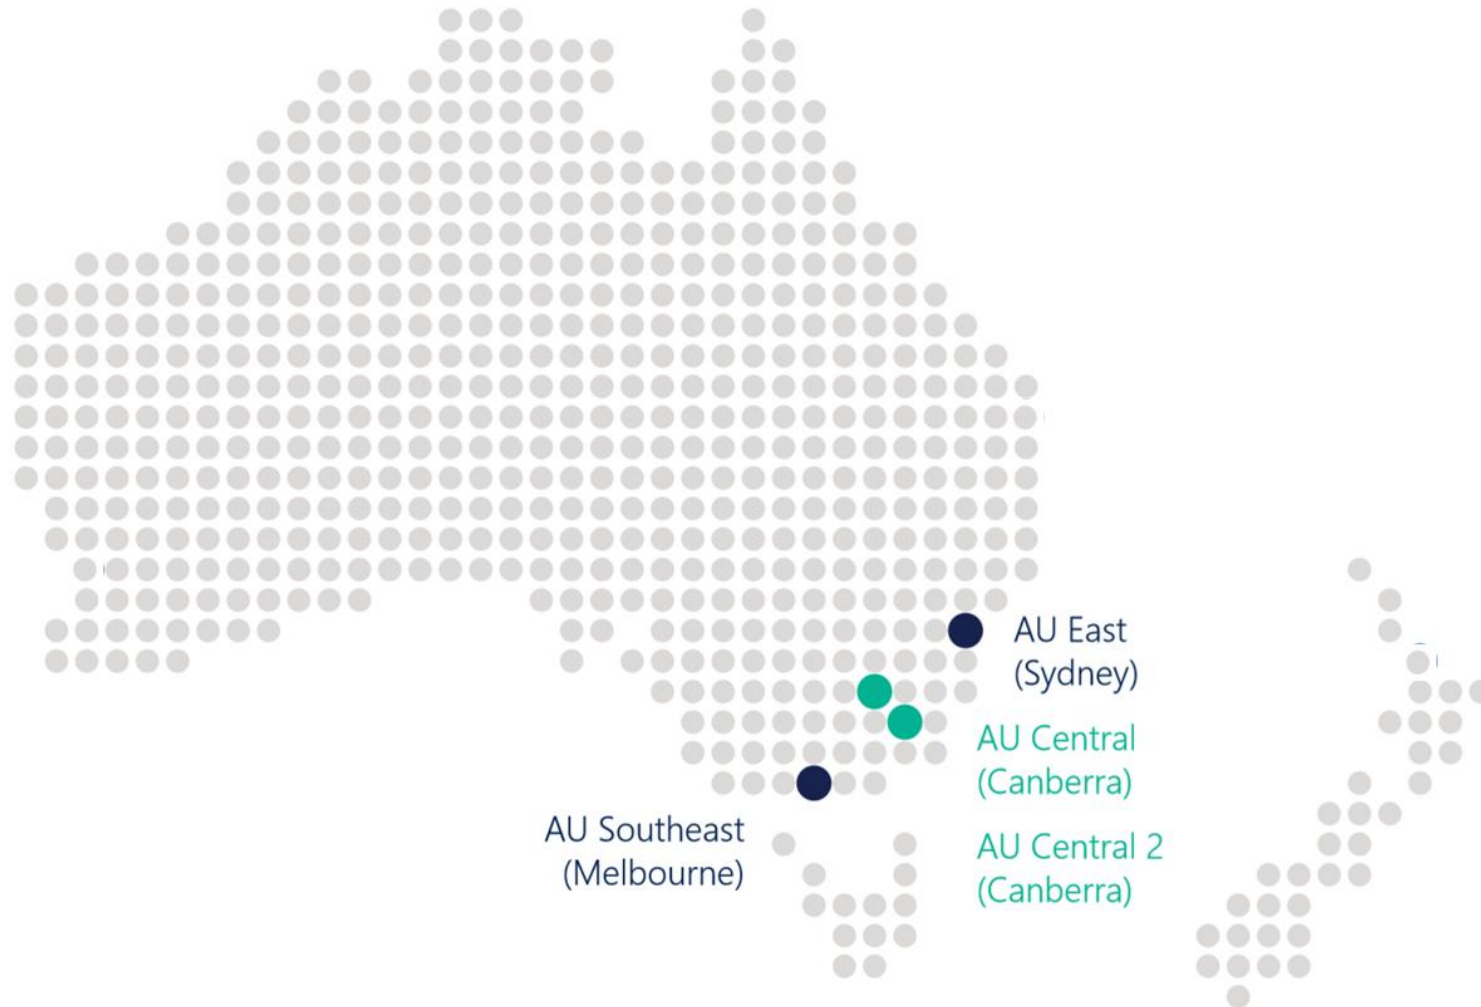 AU East
(Sydney)
AU Central
(Canberra)
AU Southeast
(Melbourne)
AU Central 2
(Canberra)